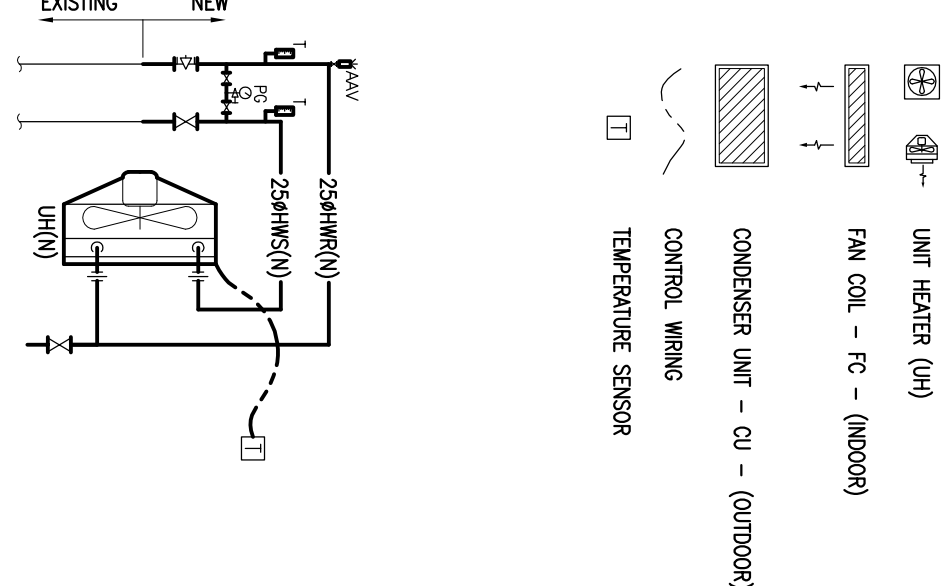 EXISTING
NEW
T
AAV
PG
T
25øHWR(N)
25øHWS(N)
UH(N)
T
UNIT HEATER (UH)
FAN COIL - FC - (INDOOR)
CONDENSER UNIT - CU - (OUTDOOR)
CONTROL WIRING
T
TEMPERATURE SENSOR